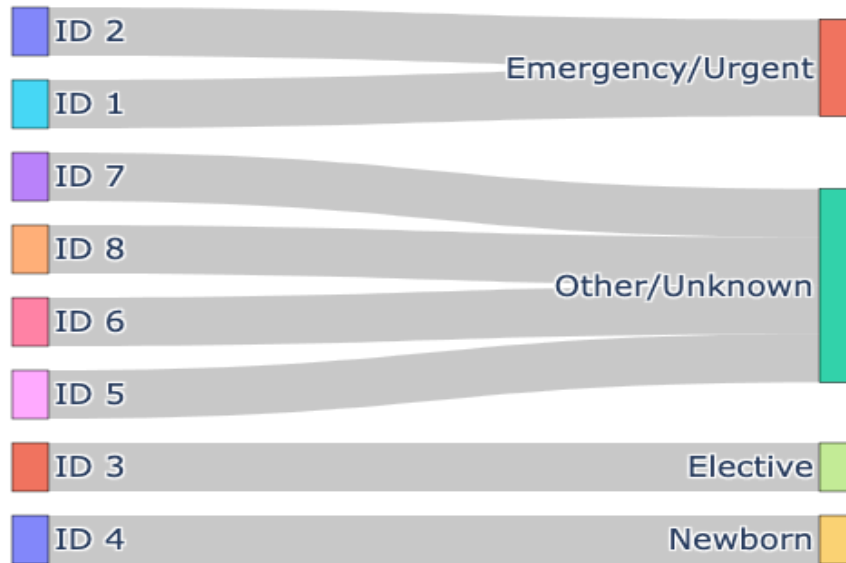 ID 2
ID 1
ID 7
ID 8
ID 6
ID 5
ID 3
ID 4
Emergency/Urgent
Other/Unknown
Elective
Newborn